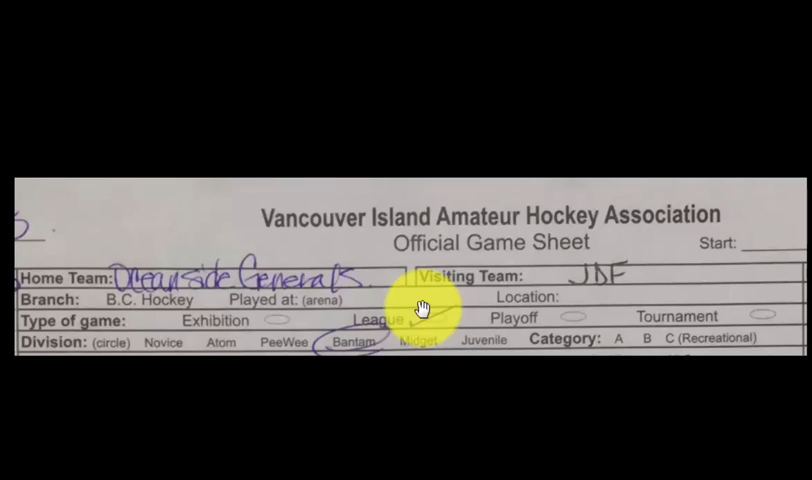 Vancouver Island Amateur Hockey Association
Official Game Sheet
Start:
Home Team: Oceanside Generals Visiting Team: JDF
Branch: B.C. Hockey Played at: (arena) Location:
Type of game: Exhibition League Playoff Tournament
Division: (circle) Novice Atom PeeWee Bantam Midget Juvenile Category: A B C (Recreational)